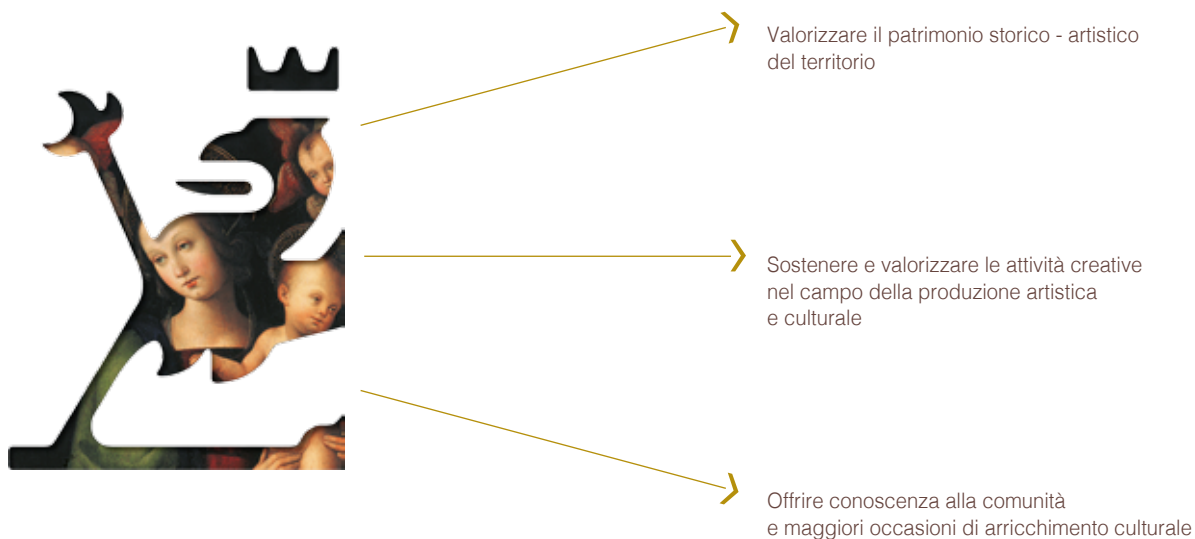 Valorizzare il patrimonio storico - artistico
del territorio
Sostenere e valorizzare le attività creative
nel campo della produzione artistica
e culturale
Offrire conoscenza alla comunità
e maggiori occasioni di arricchimento culturale